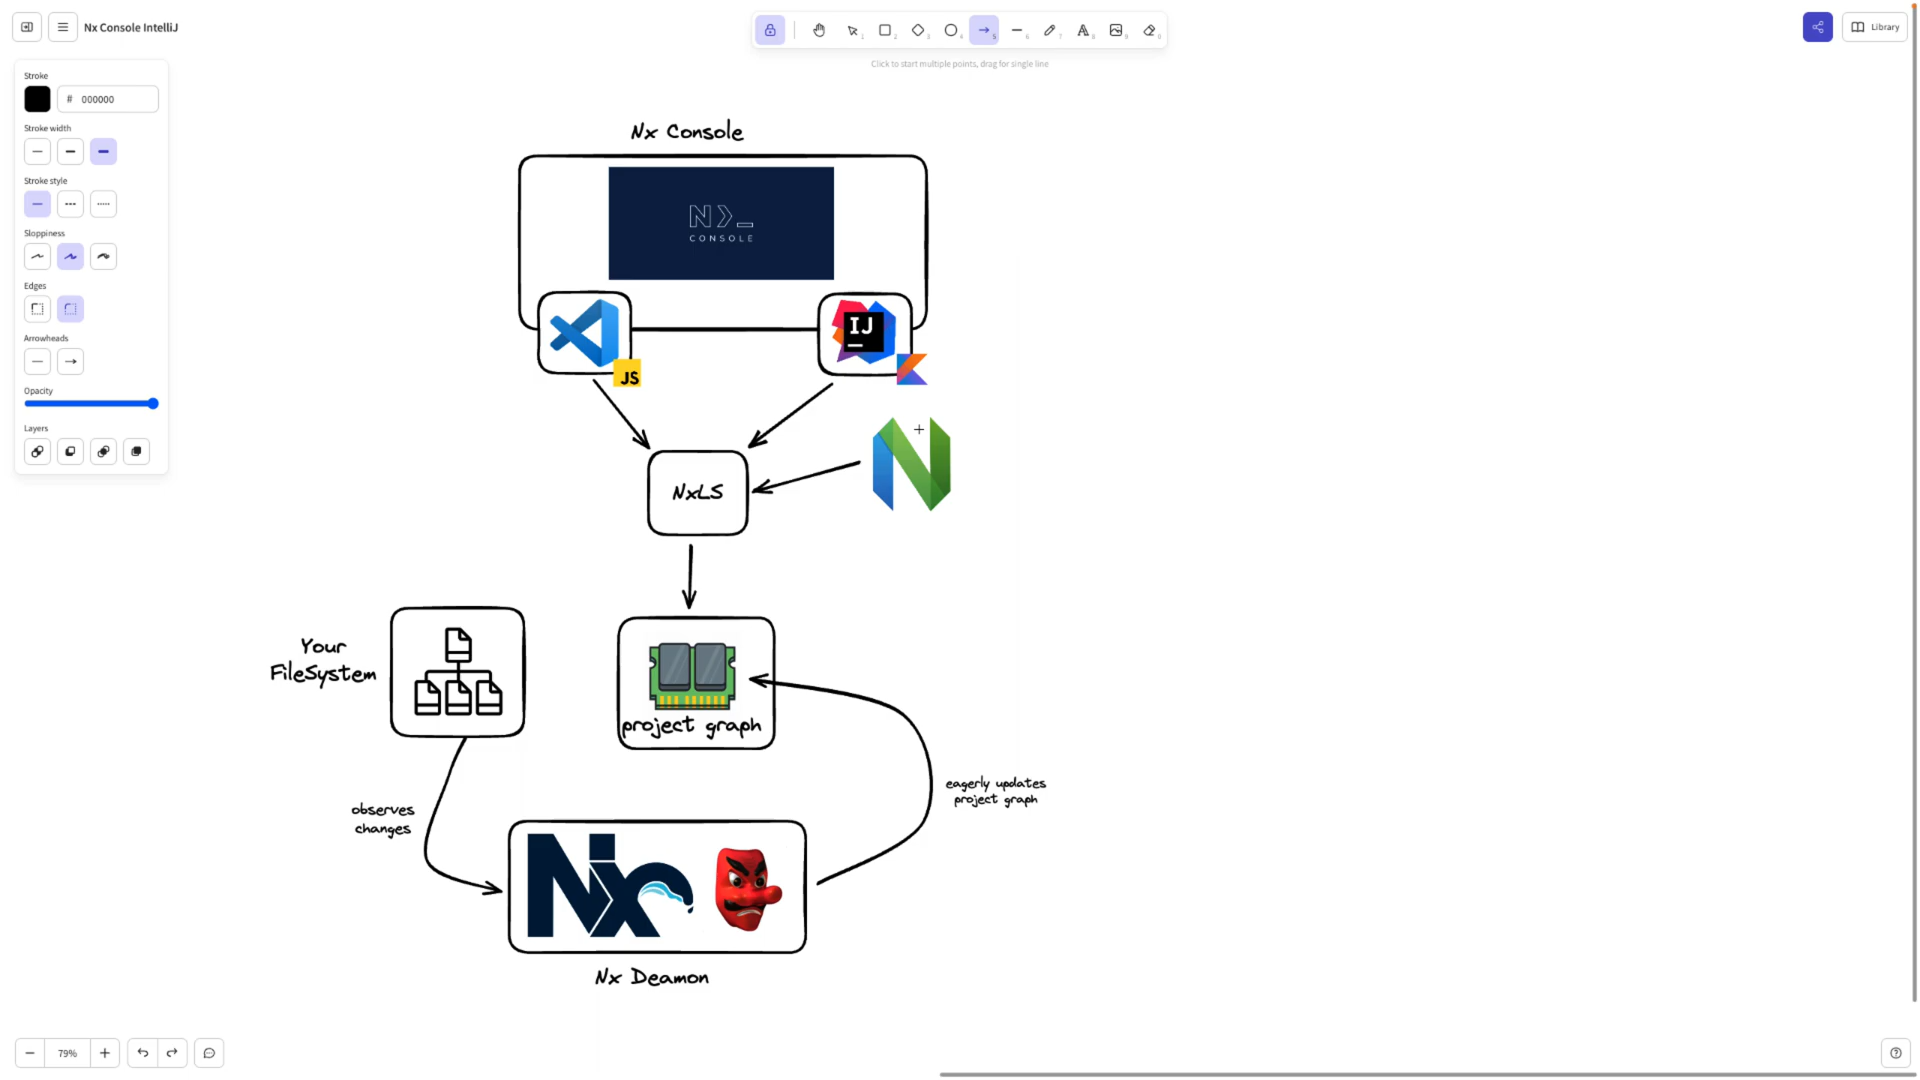 Nx Console IntelliJ
Library
Click to start multiple points, drag for single line
Stroke
# 000000
Stroke width
Stroke style
Sloppiness
Edges
Arrowheads
Opacity
Layers
Nx Console
CONSOLE
IJ
JS
NxLS
Your
FileSystem
project graph
eagerly updates
project graph
observes
changes
Nx
Nx Deamon
79%